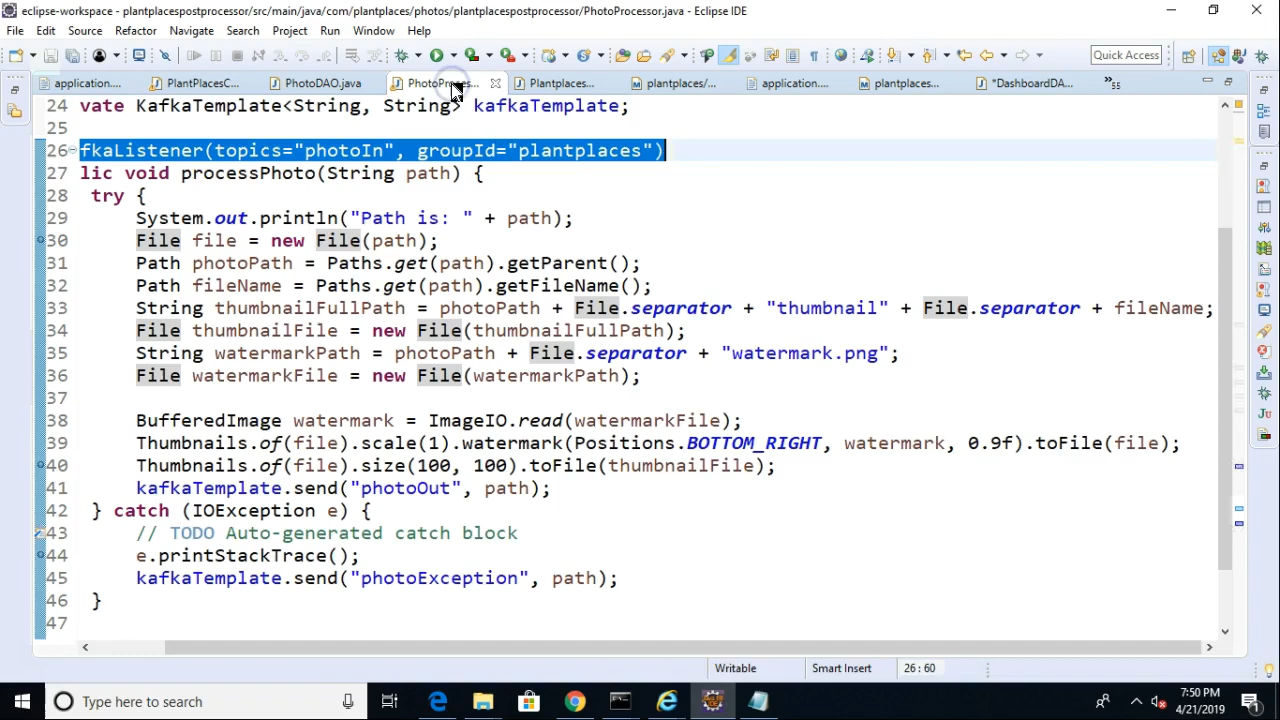 eclipse-workspace - plantplacespostprocessor/src/main/java/com/plantplaces/photos/plantplacespostprocessor/PhotoProcessor.java - Eclipse IDE
File Edit Source Refactor Navigate Search Project Run Window Help
Quick Access
application.... PlantPlacesC... PhotoDAO.java PhotoProces... Plantplaces... plantplaces/... application.... plantplaces... *DashboardDA... »55
24 vate KafkaTemplate<String, String> kafkaTemplate;
25
26 fkaListener(topics="photoIn", groupId="plantplaces")
27 lic void processPhoto(String path) {
28 try {
29 System.out.println("Path is: " + path);
30 File file = new File(path);
31 Path photoPath = Paths.get(path).getParent();
32 Path fileName = Paths.get(path).getFileName();
33 String thumbnailFullPath = photoPath + File.separator + "thumbnail" + File.separator + fileName;
34 File thumbnailFile = new File(thumbnailFullPath);
35 String watermarkPath = photoPath + File.separator + "watermark.png";
36 File watermarkFile = new File(watermarkPath);
37
38 BufferedImage watermark = ImageIO.read(watermarkFile);
39 Thumbnails.of(file).scale(1).watermark(Positions.BOTTOM_RIGHT, watermark, 0.9f).toFile(file);
40 Thumbnails.of(file).size(100, 100).toFile(thumbnailFile);
41 kafkaTemplate.send("photoOut", path);
42 } catch (IOException e) {
43 // TODO Auto-generated catch block
44 e.printStackTrace();
45 kafkaTemplate.send("photoException", path);
46 }
47
Writable Smart Insert 26 : 60
Type here to search
7:50 PM
4/21/2019